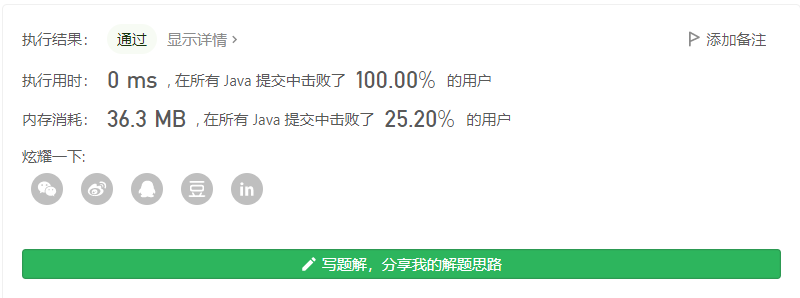 执行结果： 通过 显示详情 › 添加备注
执行用时： 0 ms , 在所有 Java 提交中击败了 100.00% 的用户
内存消耗： 36.3 MB , 在所有 Java 提交中击败了 25.20% 的用户
炫耀一下:
豆 in
写题解，分享我的解题思路